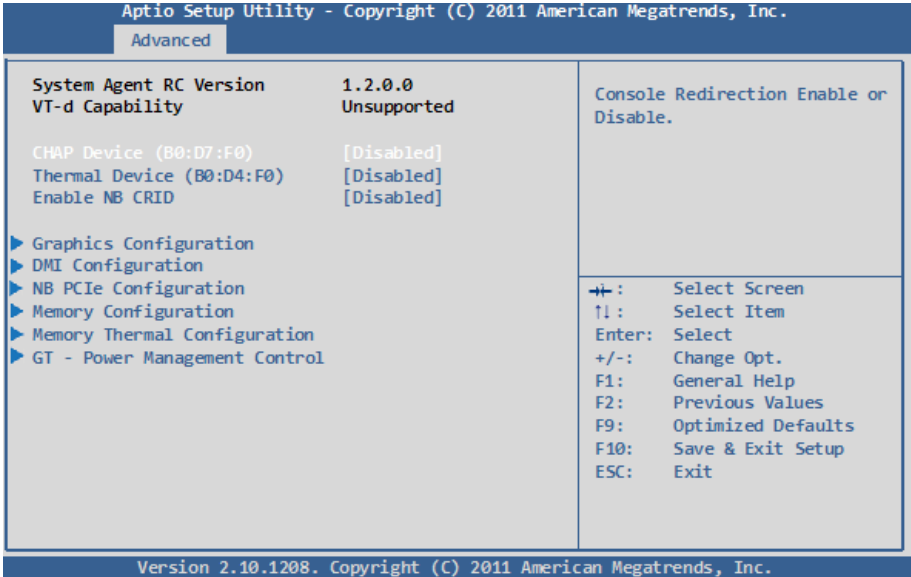 Aptio Setup Utility - Copyright (C) 2011 American Megatrends, Inc.
Advanced
System Agent RC Version 1.2.0.0
VT-d Capability Unsupported
CHAP Device (B0:D7:F0) [Disabled]
Thermal Device (B0:D4:F0) [Disabled]
Enable NB CRID [Disabled]
Graphics Configuration
DMI Configuration
NB PCIe Configuration
Memory Configuration
Memory Thermal Configuration
GT - Power Management Control
Console Redirection Enable or
Disable.
→←: Select Screen
↑↓: Select Item
Enter: Select
+/-: Change Opt.
F1: General Help
F2: Previous Values
F9: Optimized Defaults
F10: Save & Exit Setup
ESC: Exit
Version 2.10.1208. Copyright (C) 2011 American Megatrends, Inc.